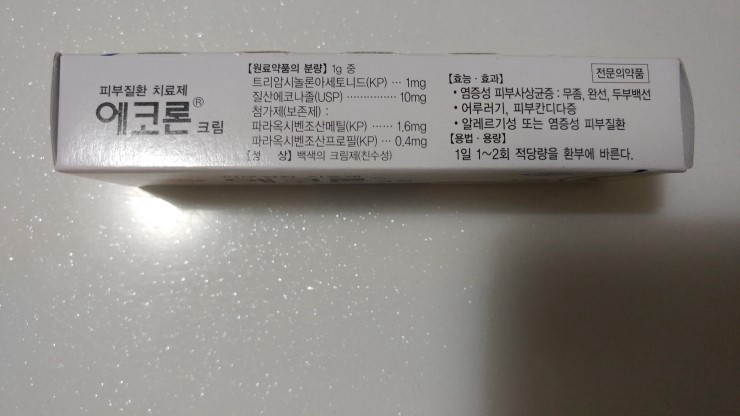 피부질환 치료제
에코론® 크림
【원료약품의 분량】 1g 중
트리암시놀론아세토니드(KP) ··· 1mg
질산에코나졸(USP) ················ 10mg
첨가제(보존제) :
파라옥시벤조산메틸(KP) ······ 1.6mg
파라옥시벤조산프로필(KP) ··· 0.4mg
【성 상】 백색의 크림제(친수성)
전문의약품
【효능 · 효과】
• 염증성 피부사상균증 : 무좀, 완선, 두부백선
• 어루러기, 피부칸디다증
• 알레르기성 또는 염증성 피부질환
【용법 · 용량】
1일 1~2회 적당량을 환부에 바른다.